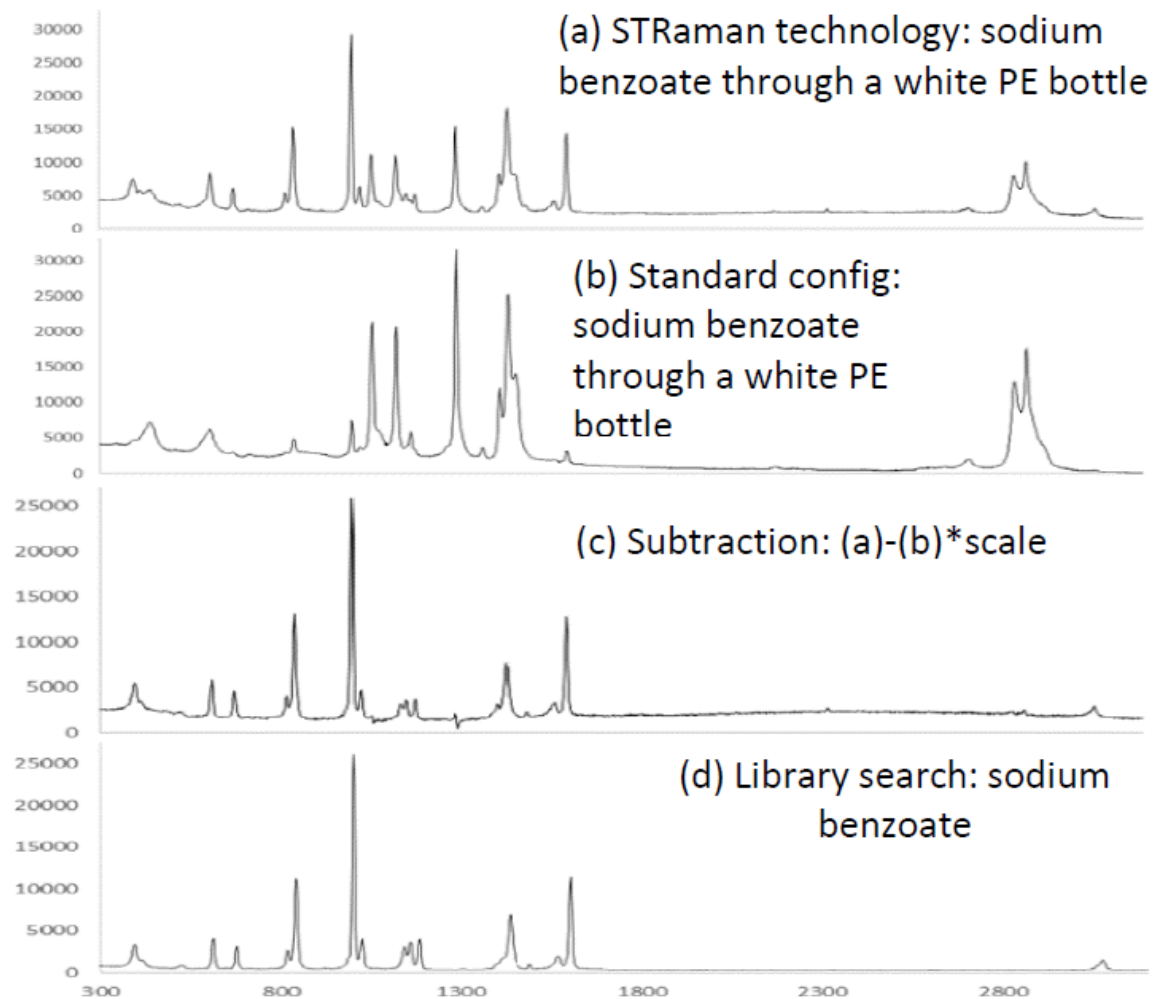 30000
25000
20000
15000
10000
5000
0
(a) STRaman technology: sodium
benzoate through a white PE bottle
30000
25000
20000
15000
10000
5000
0
(b) Standard config:
sodium benzoate
through a white PE
bottle
25000
20000
15000
10000
5000
0
(c) Subtraction: (a)-(b)*scale
25000
20000
15000
10000
5000
0
(d) Library search: sodium
benzoate
300 800 1300 1800 2300 2800